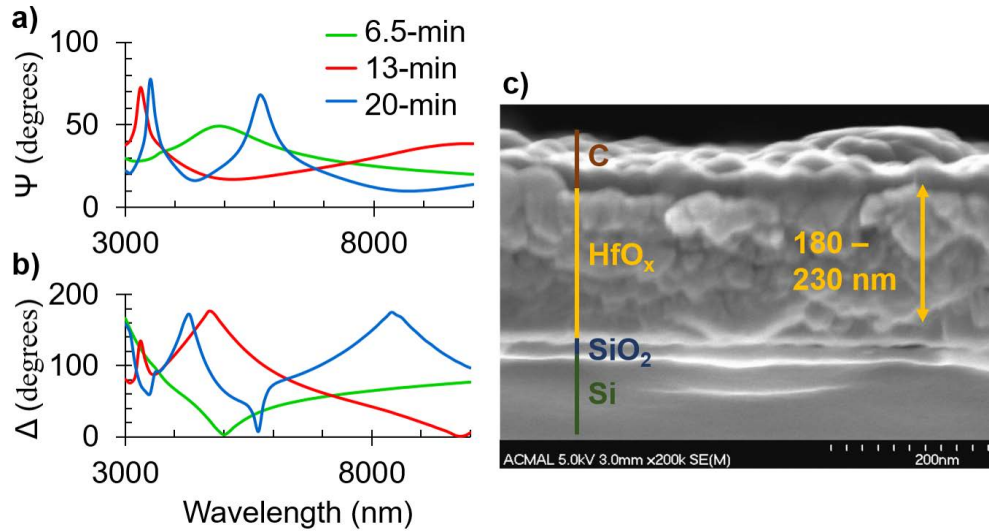 a)
Ψ (degrees)
100
50
0
3000
8000
6.5-min
13-min
20-min
b)
Δ (degrees)
200
100
0
3000
8000
Wavelength (nm)
c)
C
HfOₓ
180 –
230 nm
SiO₂
Si
ACMAL 5.0kV 3.0mm x200k SE(M)
200nm